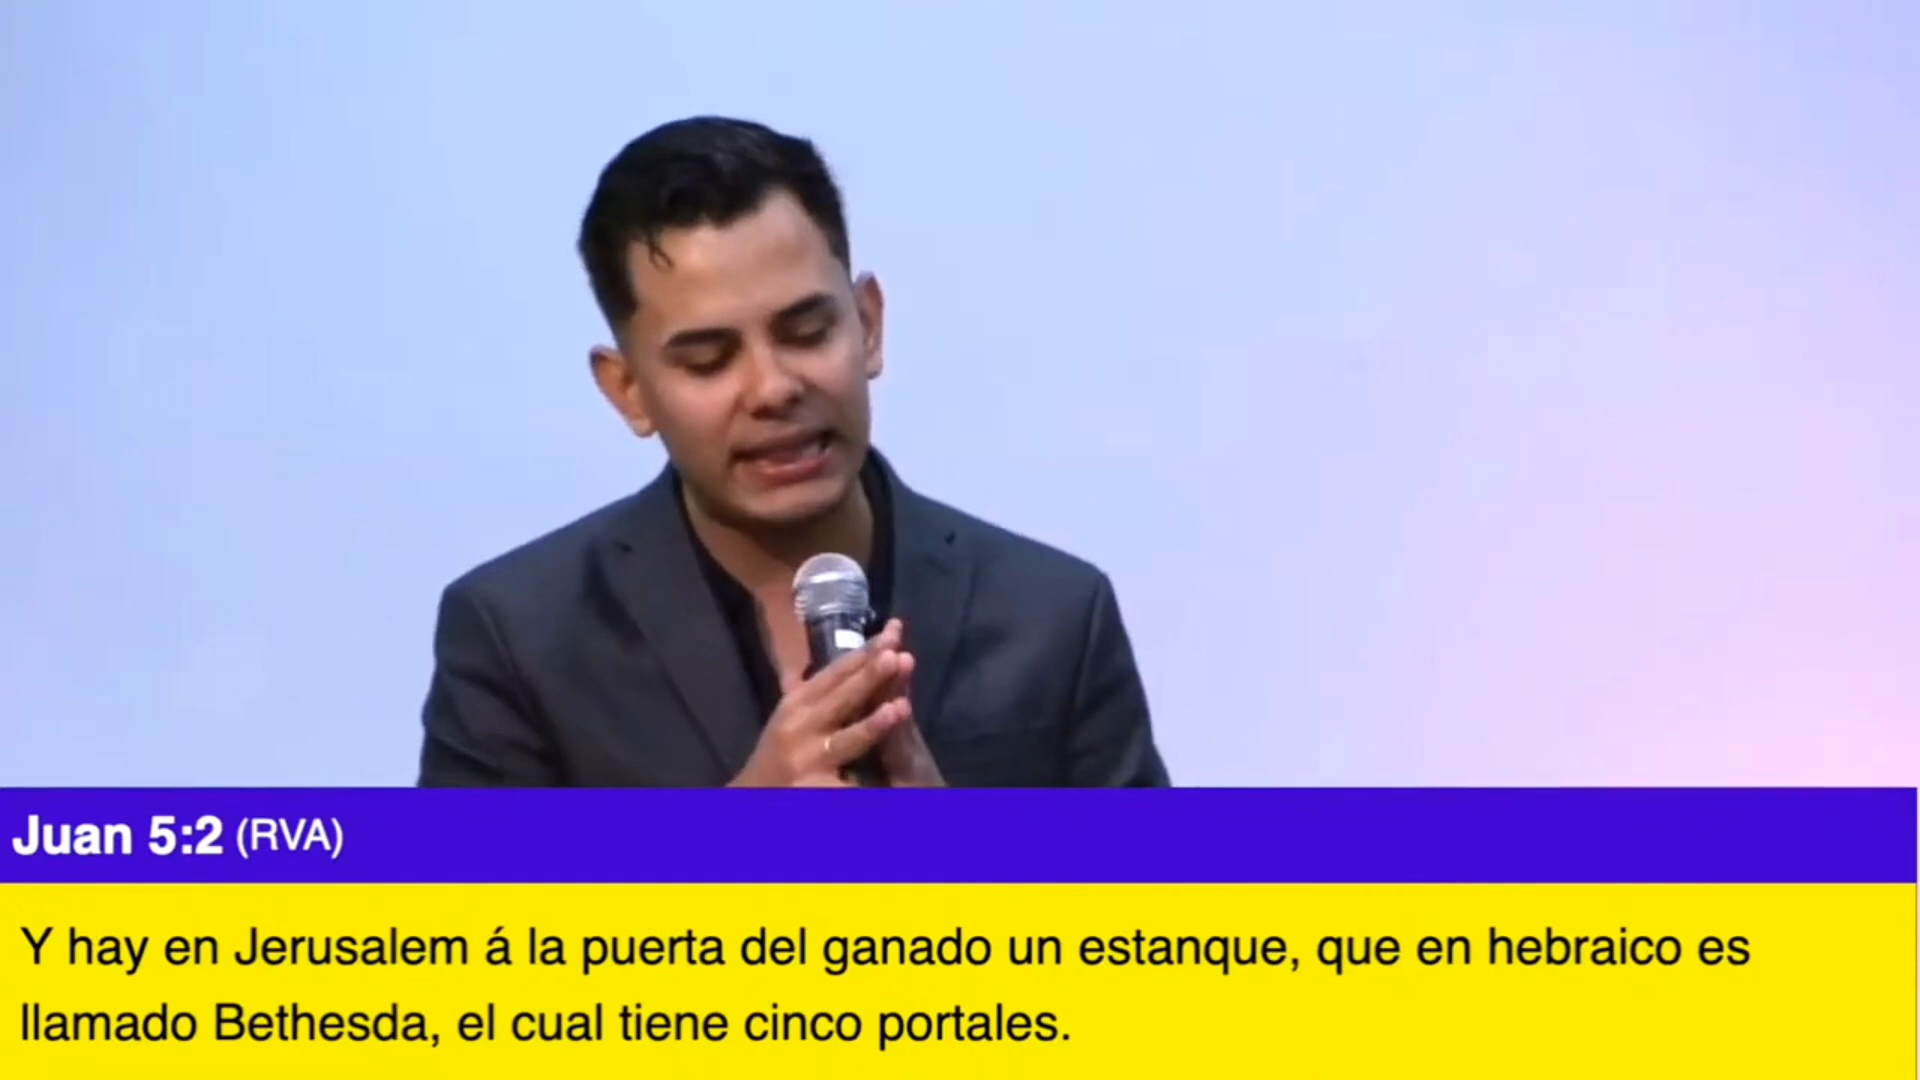 Juan 5:2 (RVA)
Y hay en Jerusalem á la puerta del ganado un estanque, que en hebraico es
llamado Bethesda, el cual tiene cinco portales.